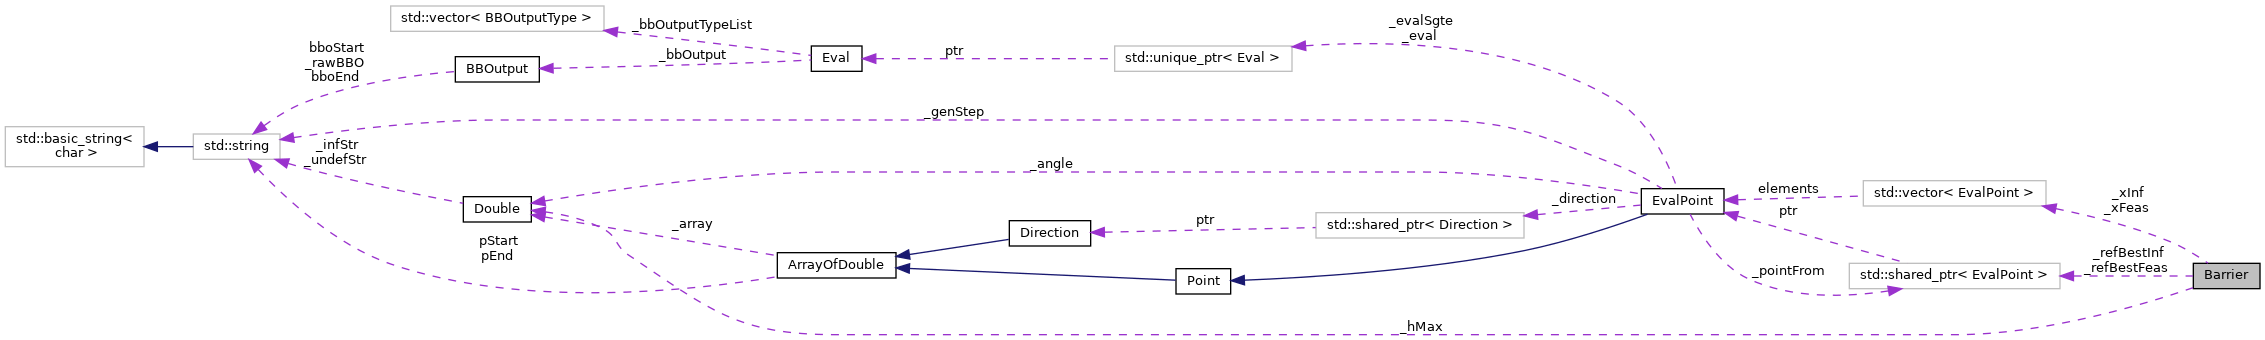 std::vector< BBOutputType >
_bbOutputTypeList
_evalSgte
_eval
bboStart
_rawBBO
bboEnd
BBOutput
_bbOutput
Eval
ptr
std::unique_ptr< Eval >
_genStep
std::basic_string<
char >
std::string
_infStr
_undefStr
_angle
Double
_array
pStart
pEnd
ArrayOfDouble
Direction
ptr
std::shared_ptr< Direction >
_direction
EvalPoint
elements
std::vector< EvalPoint >
_xInf
_xFeas
ptr
Point
_pointFrom
std::shared_ptr< EvalPoint >
_refBestInf
_refBestFeas
Barrier
_hMax